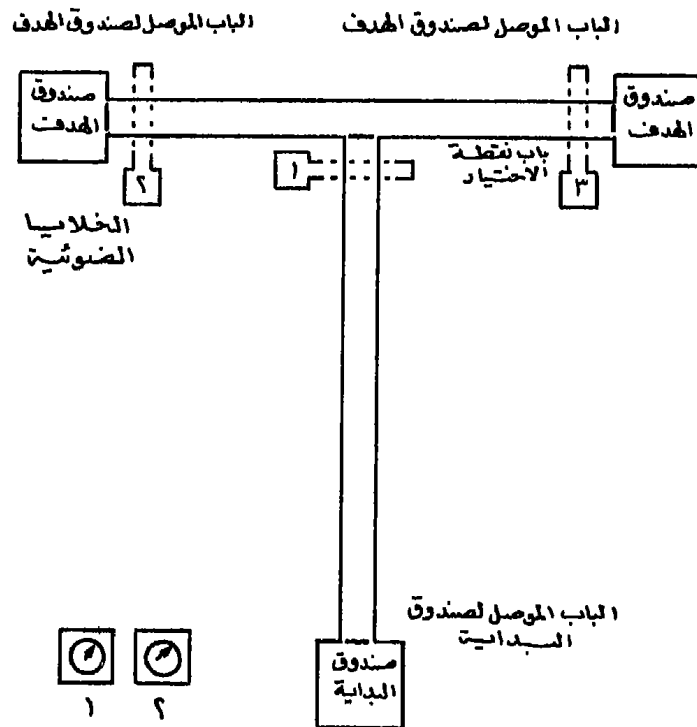 الباب الموصل لصندوق الهدف
الباب الموصل لصندوق الهدف
صندوق
الهدف
صندوق
الهدف
باب نقطة
الاختيار
١
٢
٣
الخلايا
الضوئية
الباب الموصل لصندوق
البداية
صندوق
البداية
١
٢